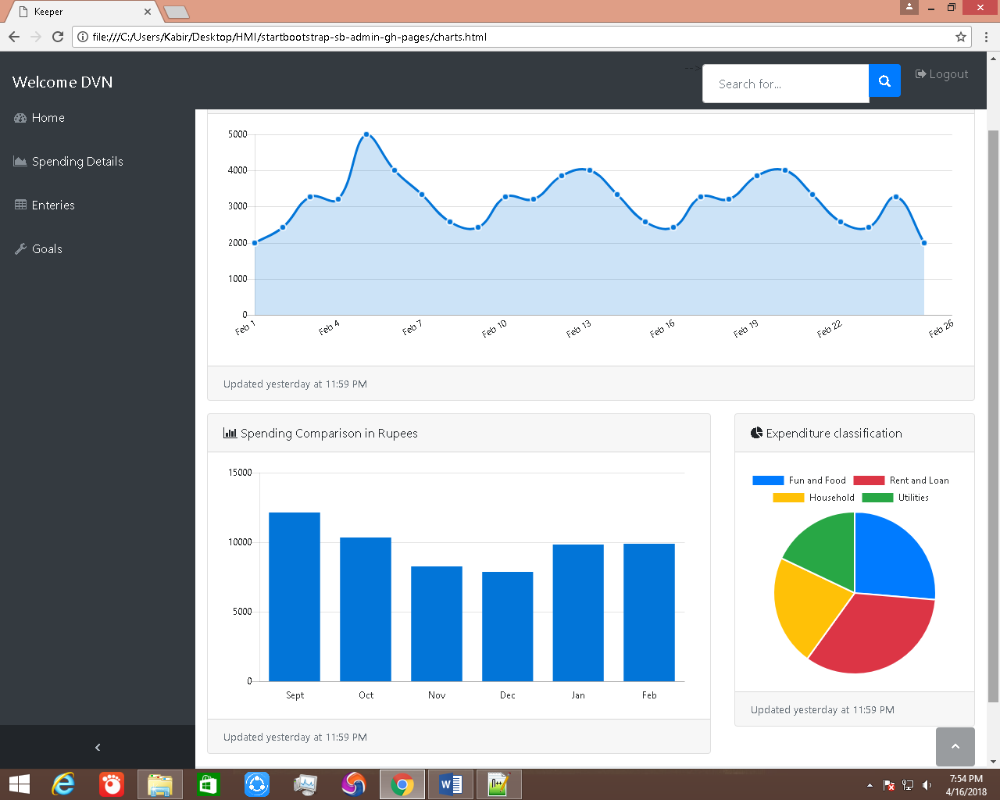 Keeper
file:///C:/Users/Kabir/Desktop/HMI/startbootstrap-sb-admin-gh-pages/charts.html
Welcome DVN
-->
Search for...
Logout
Home
Spending Details
Enteries
Goals
5000
4000
3000
2000
1000
0
Feb 1 Feb 4 Feb 7 Feb 10 Feb 13 Feb 16 Feb 19 Feb 22 Feb 26
Updated yesterday at 11:59 PM
Spending Comparison in Rupees
15000
10000
5000
0
Sept Oct Nov Dec Jan Feb
Updated yesterday at 11:59 PM
Expenditure classification
Fun and Food Rent and Loan
Household Utilities
Updated yesterday at 11:59 PM
7:54 PM
4/16/2018